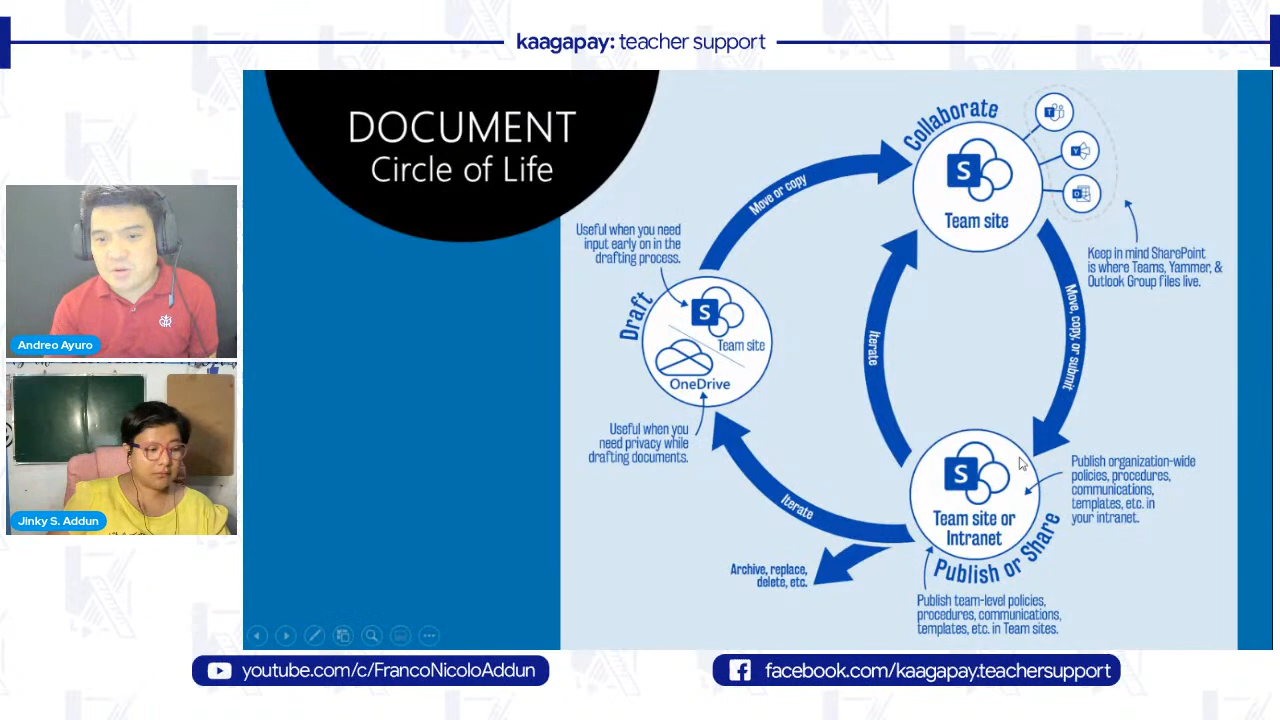 kaagapay: teacher support
DOCUMENT
Circle of Life
Collaborate
T
Y
O
S
Team site
Move or copy
Useful when you need
input early on in the
drafting process.
Keep in mind SharePoint
is where Teams, Yammer, &
Outlook Group files live.
Draft
S
Team site
OneDrive
Iterate
Move, copy, or submit
Useful when you
need privacy while
drafting documents.
S
Team site or
Intranet
Publish or Share
Publish organization-wide
policies, procedures,
communications,
templates, etc. in
your intranet.
Iterate
Archive, replace,
delete, etc.
Publish team-level policies,
procedures, communications,
templates, etc. in Team sites.
Andreo Ayuro
Jinky S. Addun
youtube.com/c/FrancoNicoloAddun
facebook.com/kaagapay.teachersupport